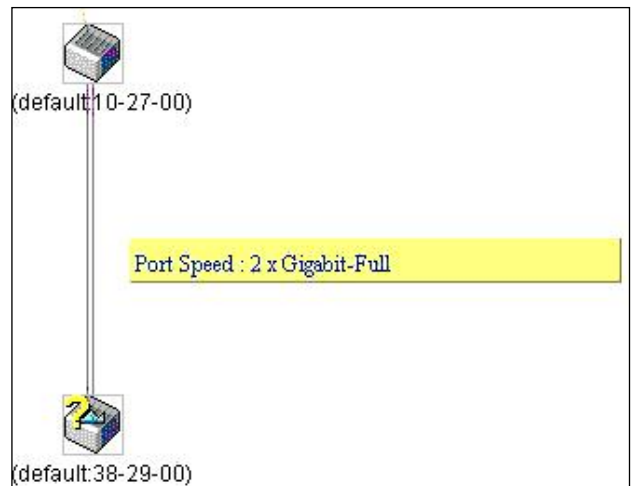 (default:10-27-00)
Port Speed : 2 x Gigabit-Full
(default:38-29-00)